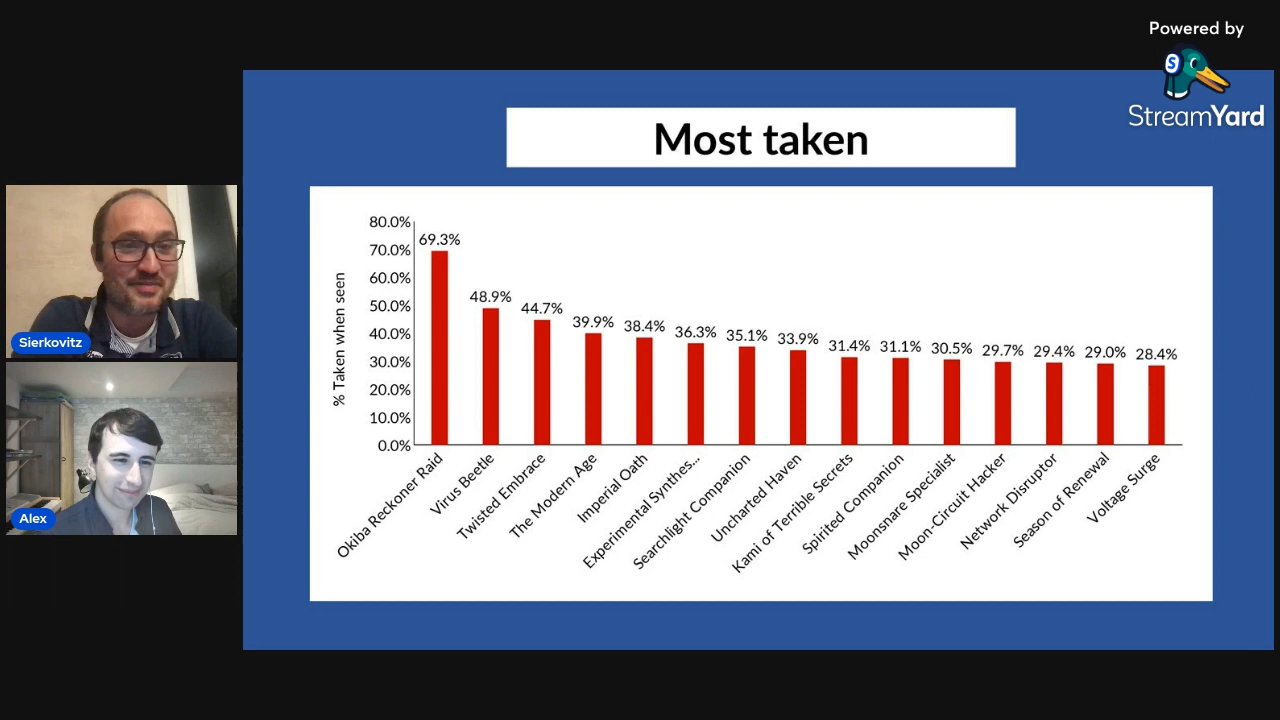 Powered by
S
StreamYard
Most taken
% Taken when seen
80.0%
70.0%
60.0%
50.0%
40.0%
30.0%
20.0%
10.0%
0.0%
69.3%
48.9%
44.7%
39.9%
38.4%
36.3%
35.1%
33.9%
31.4%
31.1%
30.5%
29.7%
29.4%
29.0%
28.4%
Okiba Reckoner Raid
Virus Beetle
Twisted Embrace
The Modern Age
Imperial Oath
Experimental Synthes...
Searchlight Companion
Uncharted Haven
Kami of Terrible Secrets
Spirited Companion
Moonsnare Specialist
Moon-Circuit Hacker
Network Disruptor
Season of Renewal
Voltage Surge
Sierkovitz
Alex